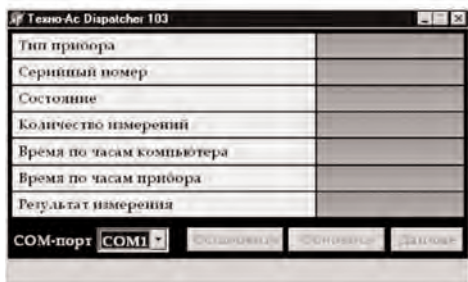 Техно-Ас Dispatcher 103
Тип прибора
Серийный номер
Состояние
Количество измерений
Время по часам компьютера
Время по часам прибора
Результат измерения
COM-порт COM1 Данные